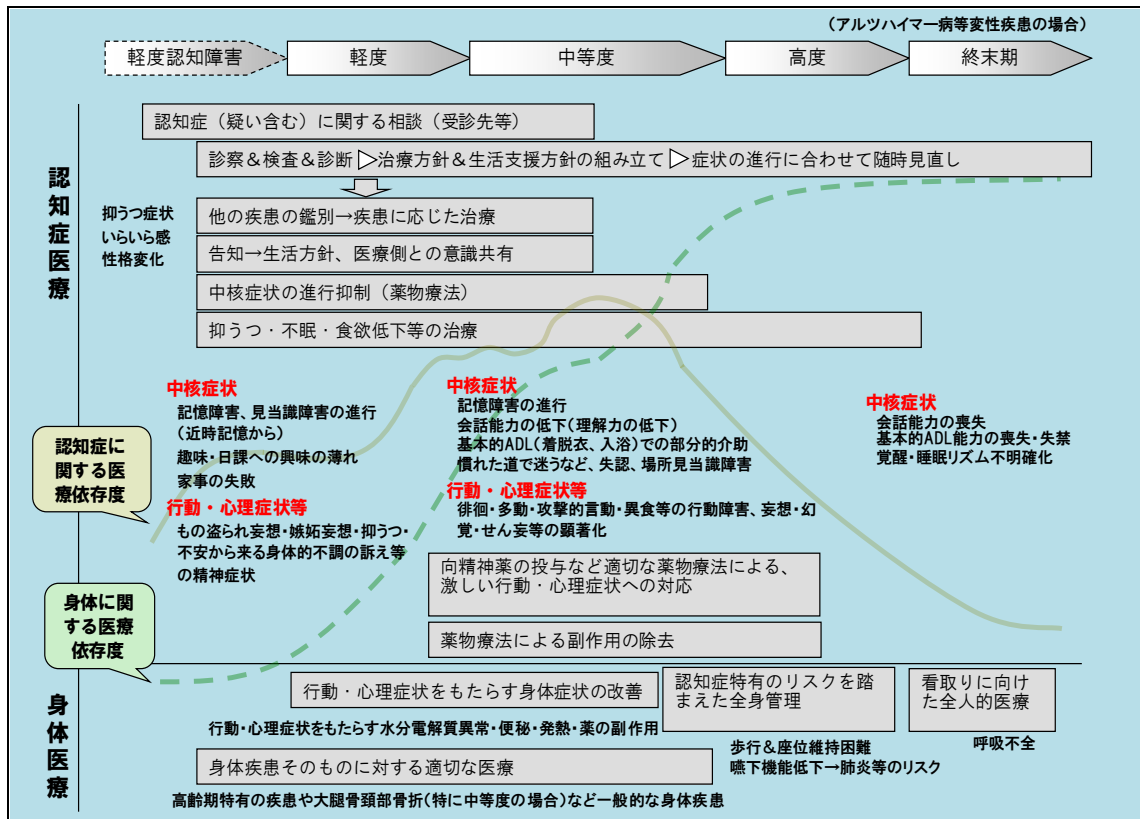 （アルツハイマー病等変性疾患の場合）
軽度認知障害
軽度
中等度
高度
終末期
認知症医療
認知症（疑い含む）に関する相談（受診先等）
診察＆検査＆診断▷治療方針＆生活支援方針の組み立て▷症状の進行に合わせて随時見直し
抑うつ症状
いらいら感
性格変化
他の疾患の鑑別→疾患に応じた治療
告知→生活方針、医療側との意識共有
中核症状の進行抑制（薬物療法）
抑うつ・不眠・食欲低下等の治療
中核症状
記憶障害、見当識障害の進行
（近時記憶から）
趣味・日課への興味の薄れ
家事の失敗
行動・心理症状等
もの盗られ妄想・嫉妬妄想・抑うつ・
不安から来る身体的不調の訴え等
の精神症状
中核症状
記憶障害の進行
会話能力の低下（理解力の低下）
基本的ADL（着脱衣、入浴）での部分的介助
慣れた道で迷うなど、失認、場所見当識障害
行動・心理症状等
徘徊・多動・攻撃的言動・異食等の行動障害、妄想・幻
覚・せん妄等の顕著化
中核症状
会話能力の喪失
基本的ADL能力の喪失・失禁
覚醒・睡眠リズム不明確化
認知症に
関する医
療依存度
向精神薬の投与など適切な薬物療法による、
激しい行動・心理症状への対応
薬物療法による副作用の除去
身体に関
する医療
依存度
身体医療
行動・心理症状をもたらす身体症状の改善
行動・心理症状をもたらす水分電解質異常・便秘・発熱・薬の副作用
認知症特有のリスクを踏
まえた全身管理
歩行＆座位維持困難
嚥下機能低下→肺炎等のリスク
看取りに向け
た全人的医療
呼吸不全
身体疾患そのものに対する適切な医療
高齢期特有の疾患や大腿骨頚部骨折（特に中等度の場合）など一般的な身体疾患